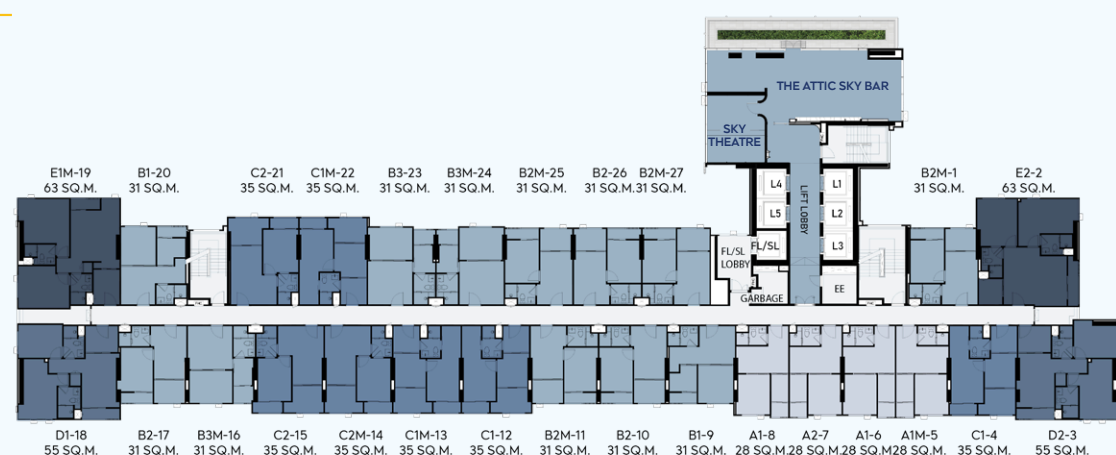 THE ATTIC SKY BAR
SKY
THEATRE
E1M-19
63 SQ.M.
B1-20
31 SQ.M.
C2-21
35 SQ.M.
C1M-22
35 SQ.M.
B3-23
31 SQ.M.
B3M-24
31 SQ.M.
B2M-25
31 SQ.M.
B2-26
31 SQ.M.
B2M-27
31 SQ.M.
B2M-1
31 SQ.M.
E2-2
63 SQ.M.
L4
L5
FL/SL
LIFT LOBBY
L1
L2
L3
FL/SL
LOBBY
GARBAGE
EE
D1-18
55 SQ.M.
B2-17
31 SQ.M.
B3M-16
31 SQ.M.
C2-15
35 SQ.M.
C2M-14
35 SQ.M.
C1M-13
35 SQ.M.
C1-12
35 SQ.M.
B2M-11
31 SQ.M.
B2-10
31 SQ.M.
B1-9
31 SQ.M.
A1-8
28 SQ.M.
A2-7
28 SQ.M.
A1-6
28 SQ.M.
A1M-5
28 SQ.M.
C1-4
35 SQ.M.
D2-3
55 SQ.M.